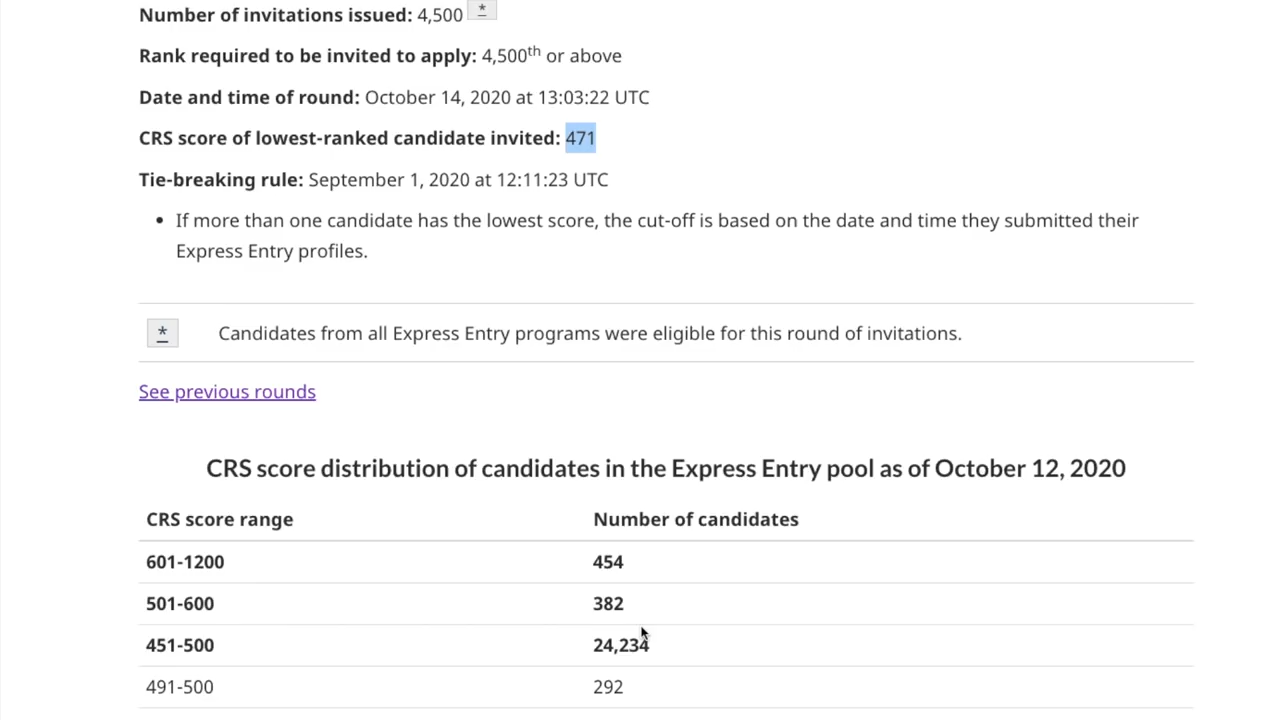 Number of invitations issued: 4,500 *
Rank required to be invited to apply: 4,500th or above
Date and time of round: October 14, 2020 at 13:03:22 UTC
CRS score of lowest-ranked candidate invited: 471
Tie-breaking rule: September 1, 2020 at 12:11:23 UTC
• If more than one candidate has the lowest score, the cut-off is based on the date and time they submitted their
Express Entry profiles.
* Candidates from all Express Entry programs were eligible for this round of invitations.
See previous rounds
CRS score distribution of candidates in the Express Entry pool as of October 12, 2020
CRS score range Number of candidates
601-1200 454
501-600 382
451-500 24,234
491-500 292